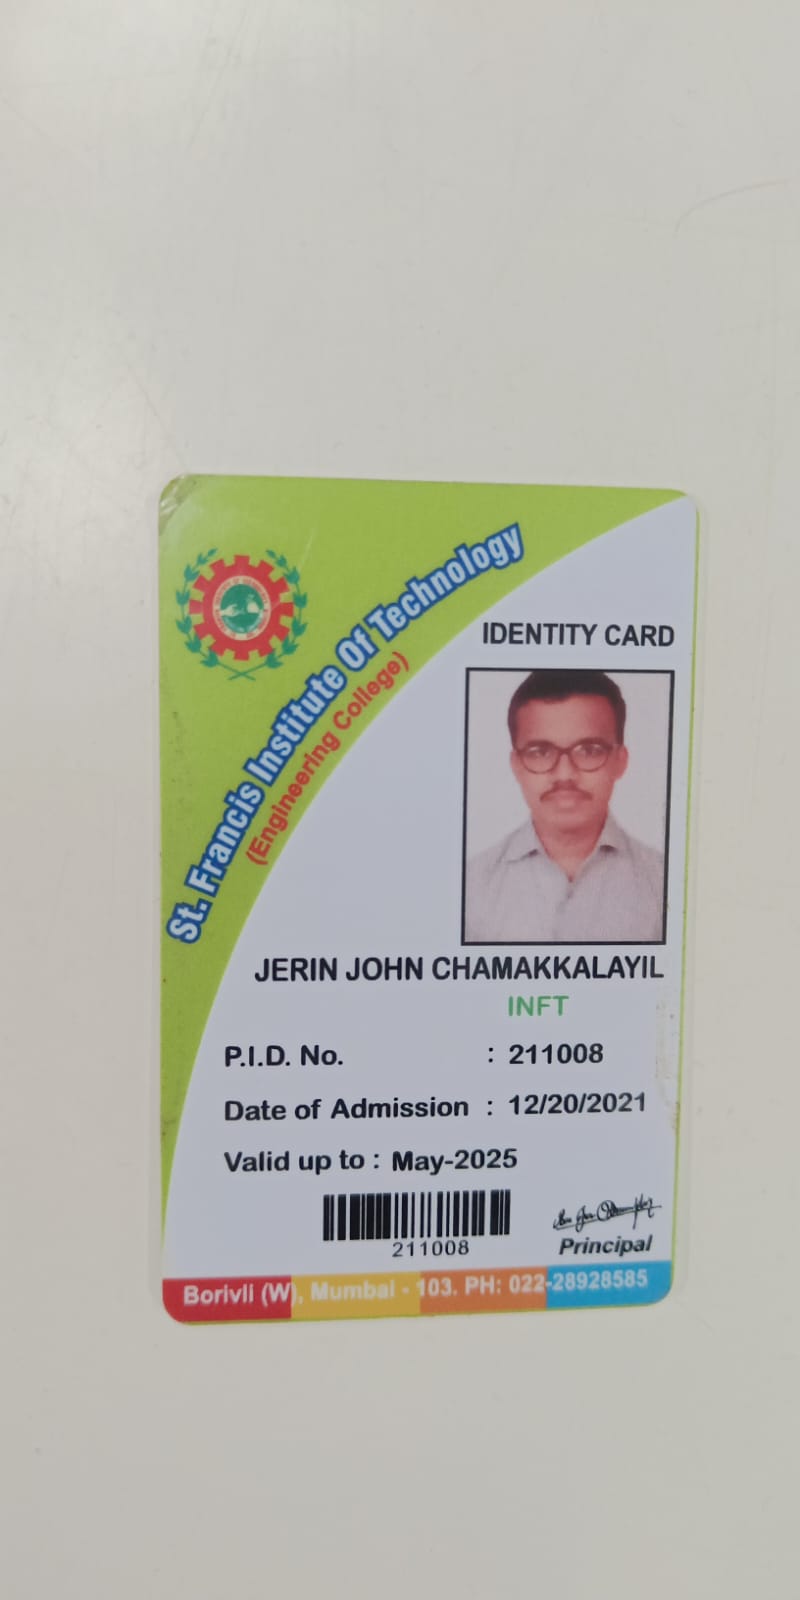 St. Francis Institute Of Technology
(Engineering College)
IDENTITY CARD
JERIN JOHN CHAMAKKALAYIL
INFT
P.I.D. No. : 211008
Date of Admission : 12/20/2021
Valid up to : May-2025
211008
Principal
Borivli (W), Mumbai - 103. PH: 022-28928585